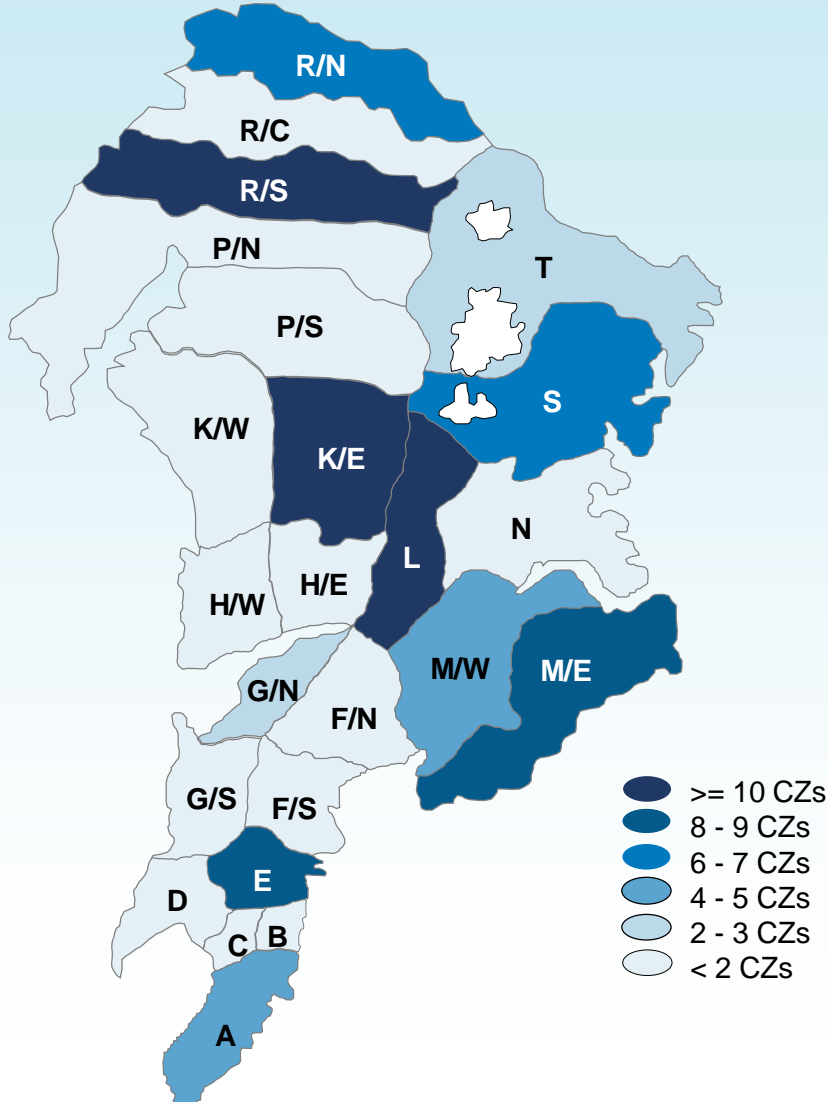 R/N
R/C
R/S
P/N
T
P/S
S
K/W
K/E
N
L
H/E
H/W
M/W
M/E
G/N
F/N
G/S
F/S
E
D
B
C
A
>= 10 CZs
8 - 9 CZs
6 - 7 CZs
4 - 5 CZs
2 - 3 CZs
< 2 CZs